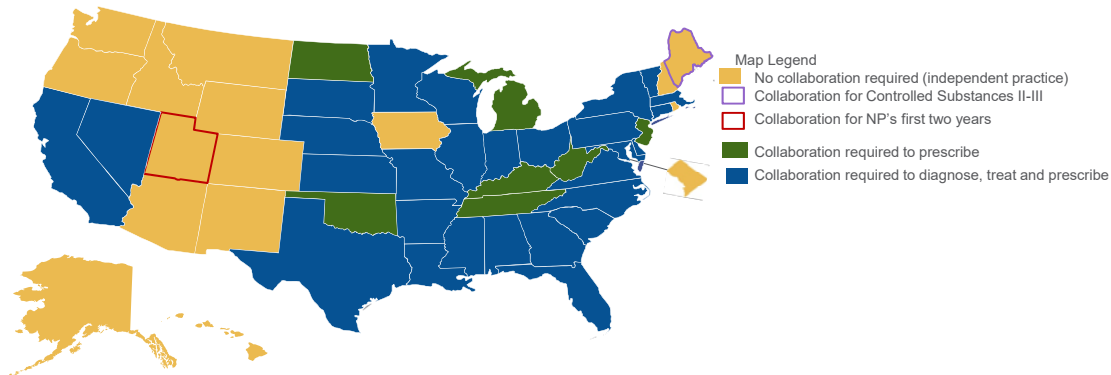 Map Legend
No collaboration required (independent practice)
Collaboration for Controlled Substances II-III
Collaboration for NP's first two years
Collaboration required to prescribe
Collaboration required to diagnose, treat and prescribe